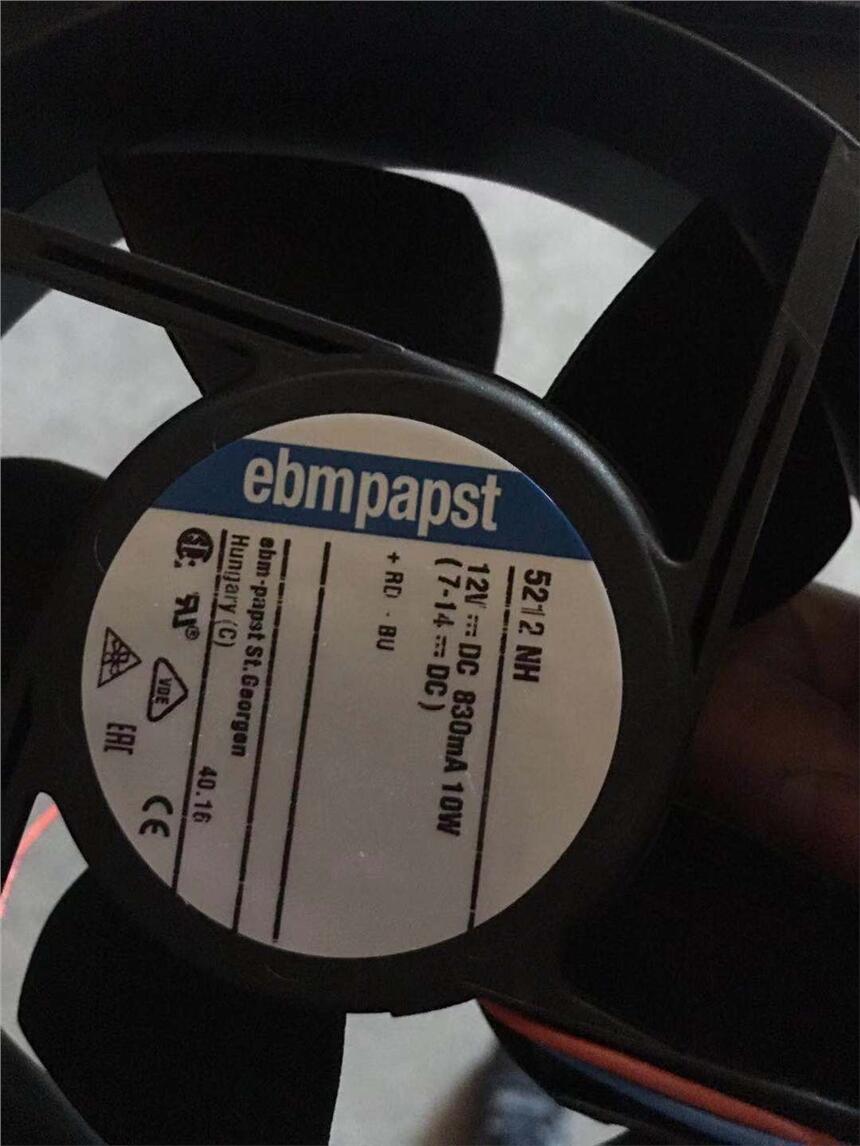 ebmpapst
5212 NH
12V ⎓ DC 830mA 10W
( 7-14 ⎓ DC )
+ RD - BU
ebm-papst St.Georgen
Hungary (C) 40.16
VDE
EAC
CE